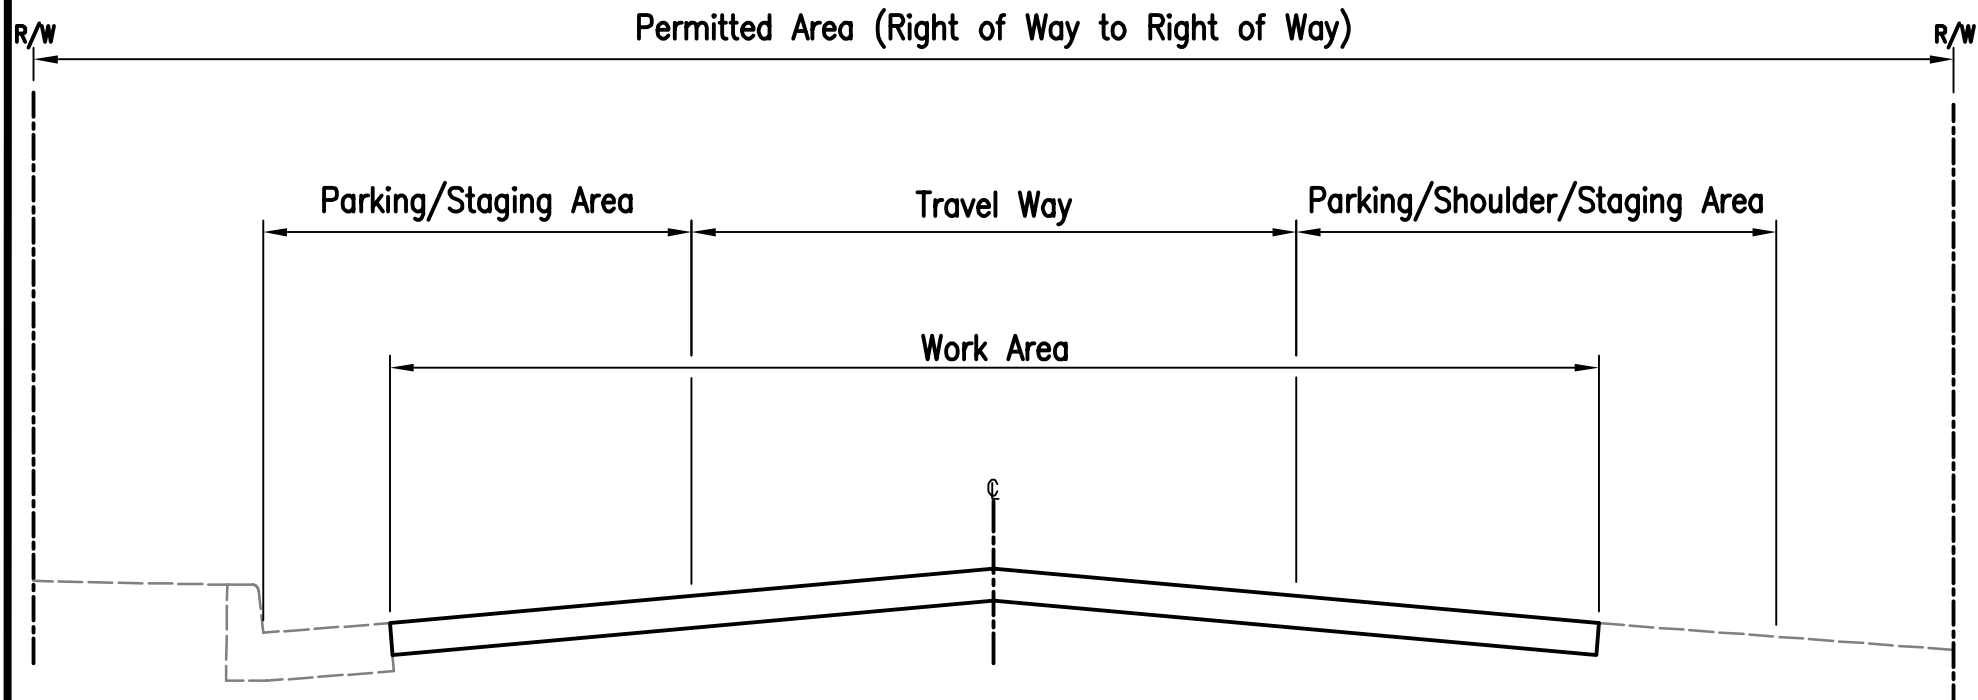 Permitted Area (Right of Way to Right of Way)
R/W
R/W
Parking/Staging Area
Travel Way
Parking/Shoulder/Staging Area
Work Area
℄